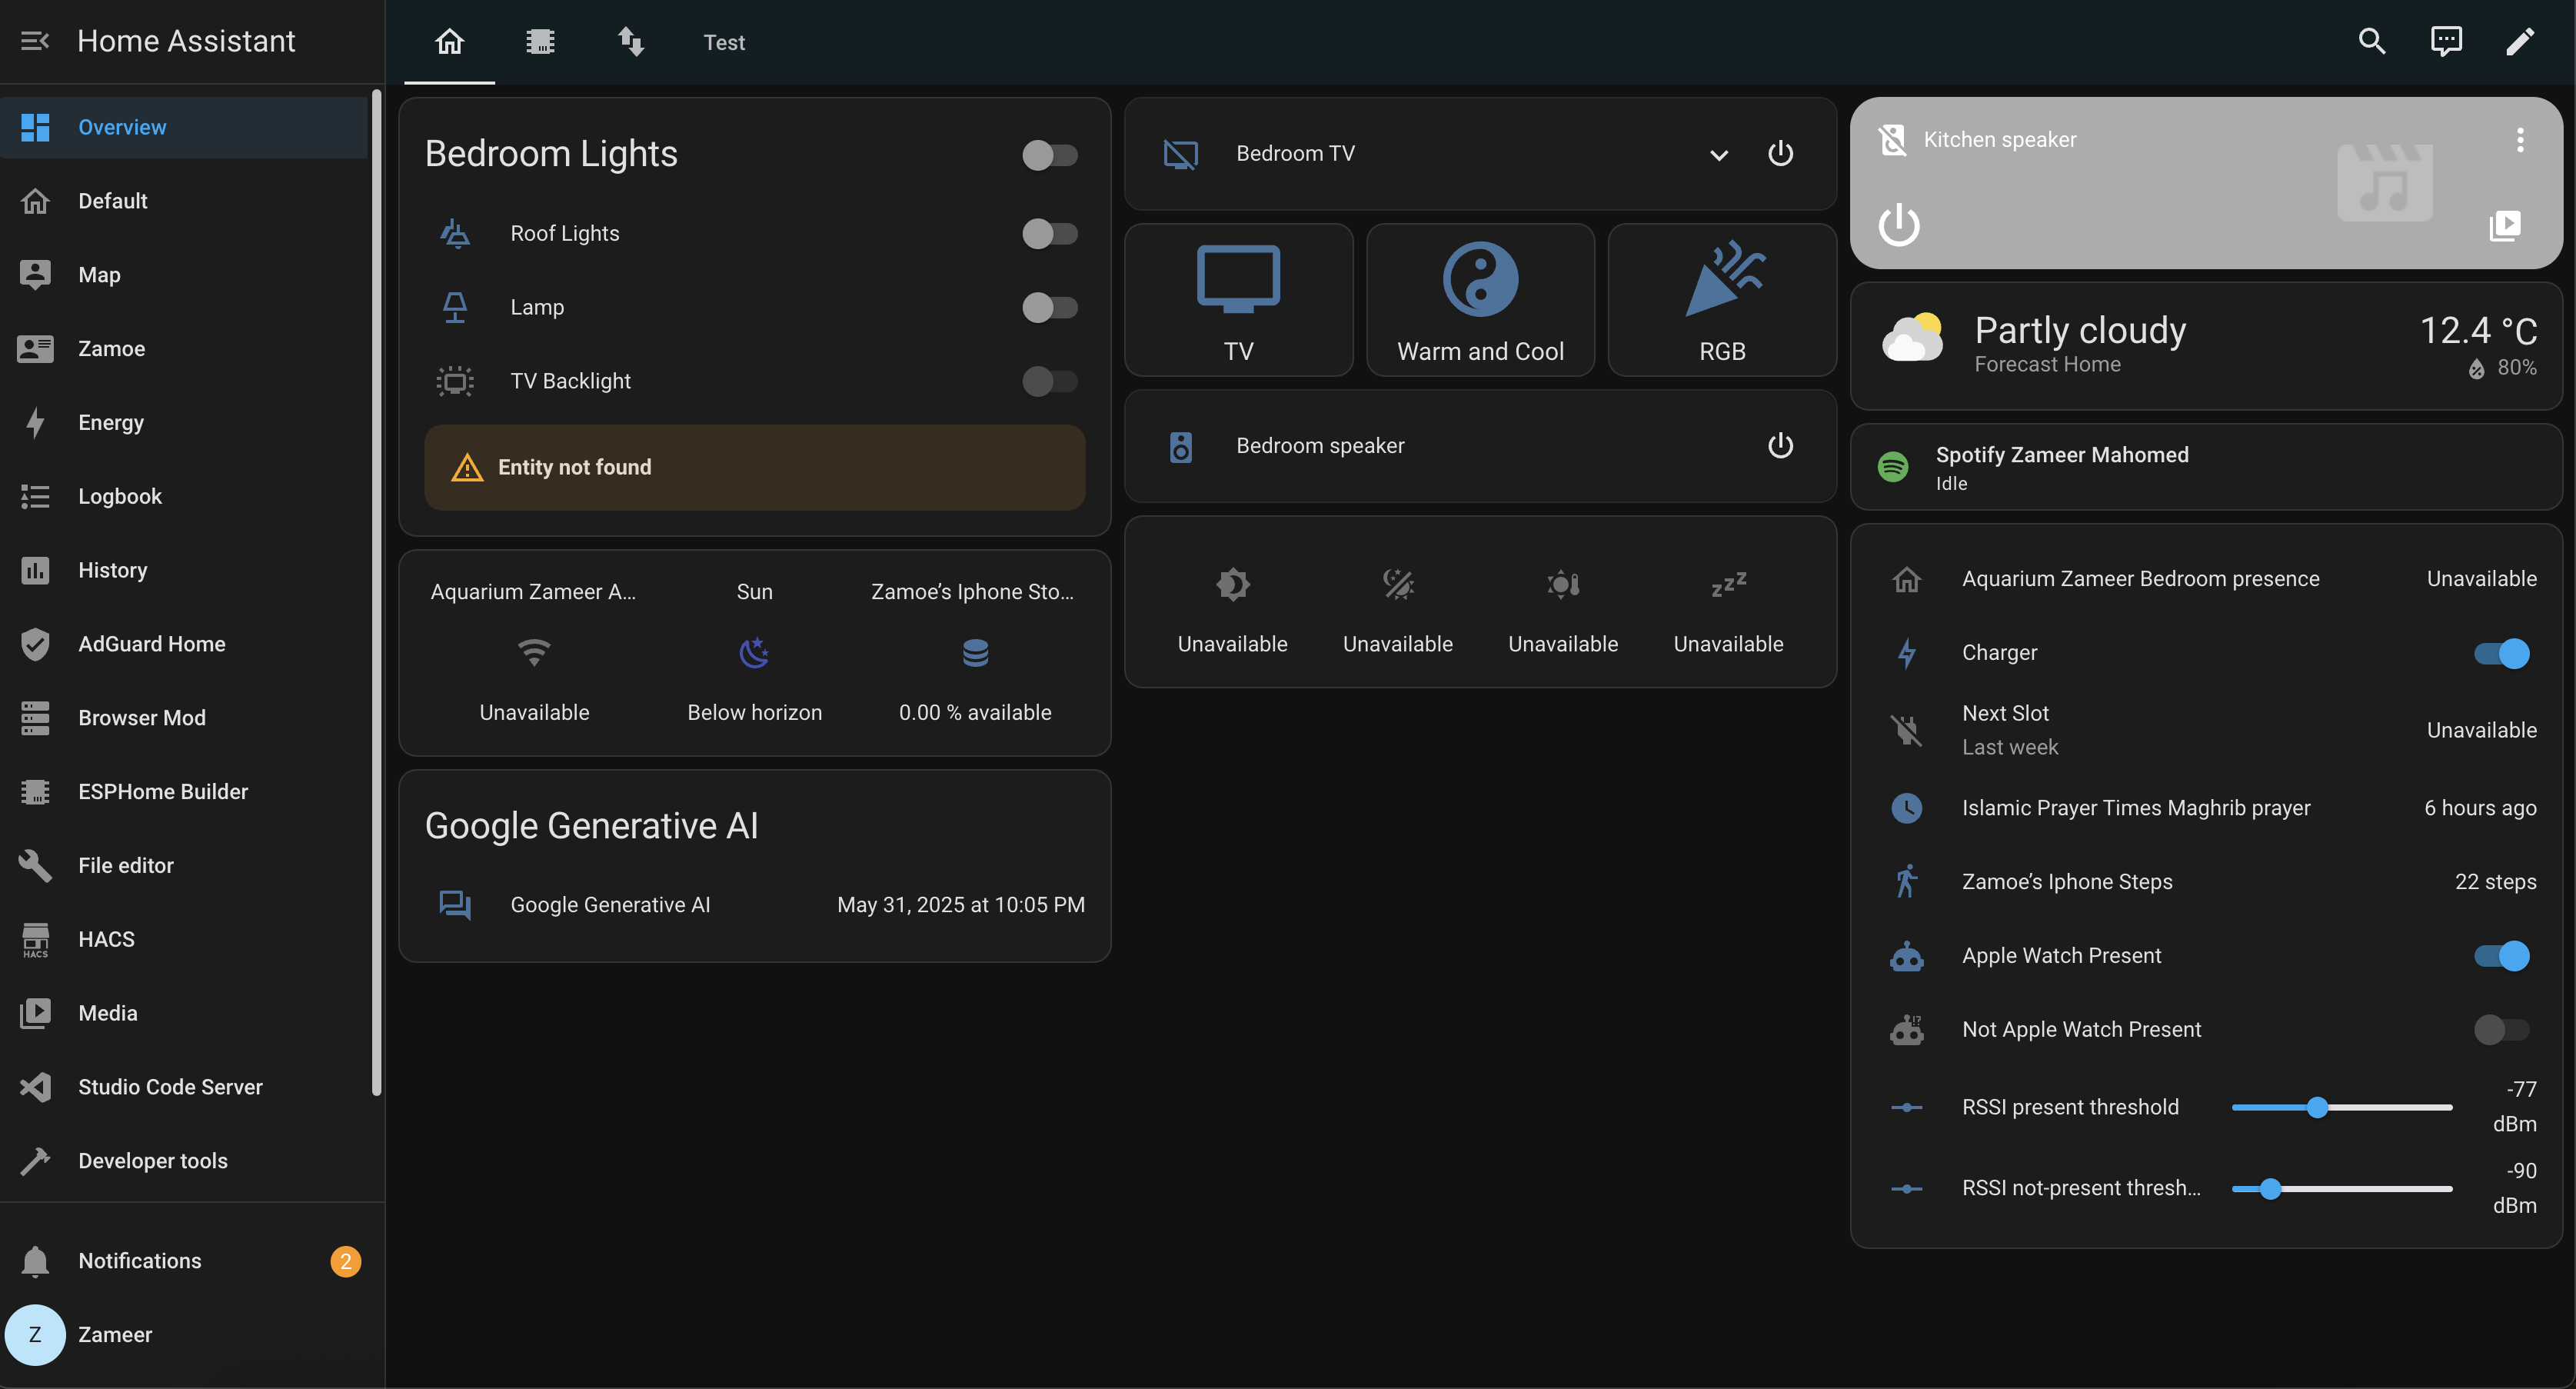 Home Assistant
Overview
Default
Map
Zamoe
Energy
Logbook
History
AdGuard Home
Browser Mod
ESPHome Builder
File editor
HACS
HACS
Media
Studio Code Server
Developer tools
Notifications
2
Z
Zameer
Test
Bedroom Lights
Roof Lights
Lamp
TV Backlight
Entity not found
Aquarium Zameer A...
Sun
Zamoe’s Iphone Sto...
Unavailable
Below horizon
0.00 % available
Google Generative AI
Google Generative AI
May 31, 2025 at 10:05 PM
Bedroom TV
TV
Warm and Cool
RGB
Bedroom speaker
Unavailable
Unavailable
Unavailable
Unavailable
Kitchen speaker
Partly cloudy
Forecast Home
12.4 °C
80%
Spotify Zameer Mahomed
Idle
Aquarium Zameer Bedroom presence
Unavailable
Charger
Next Slot
Last week
Unavailable
Islamic Prayer Times Maghrib prayer
6 hours ago
Zamoe’s Iphone Steps
22 steps
Apple Watch Present
Not Apple Watch Present
RSSI present threshold
-77
dBm
RSSI not-present thresh...
-90
dBm